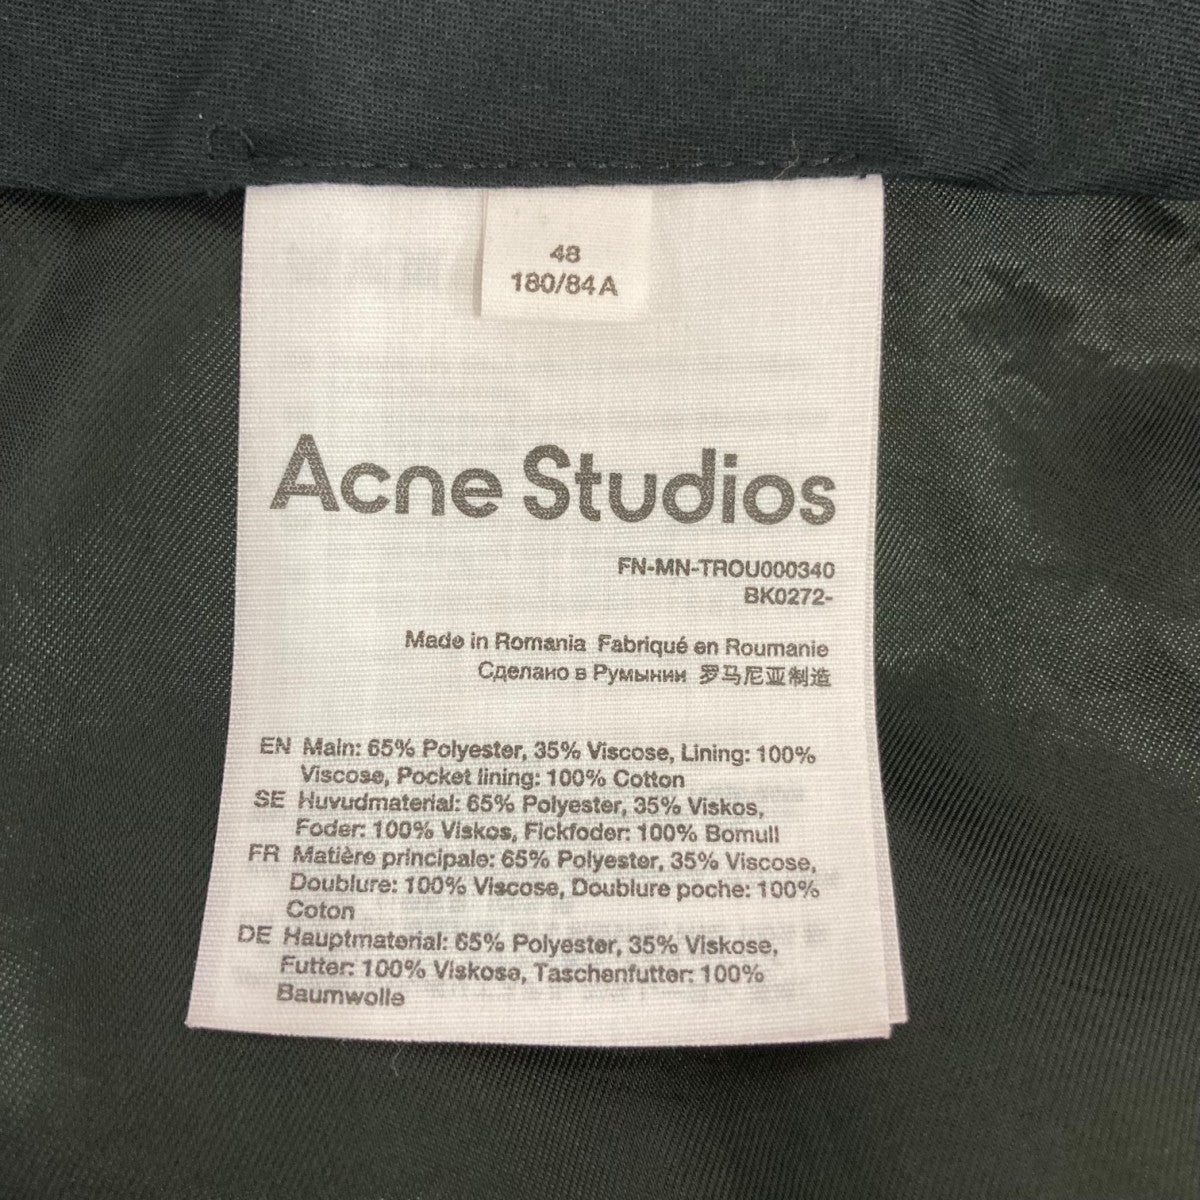 48
180/84A
Acne Studios
FN-MN-TROU000340
BK0272-
Made in Romania Fabriqué en Roumanie
Сделано в Румынии 罗马尼亚制造
EN Main: 65% Polyester, 35% Viscose, Lining: 100%
Viscose, Pocket lining: 100% Cotton
SE Huvudmaterial: 65% Polyester, 35% Viskos,
Foder: 100% Viskos, Fickfoder: 100% Bomull
FR Matière principale: 65% Polyester, 35% Viscose,
Doublure: 100% Viscose, Doublure poche: 100%
Coton
DE Hauptmaterial: 65% Polyester, 35% Viskose,
Futter: 100% Viskose, Taschenfutter: 100%
Baumwolle